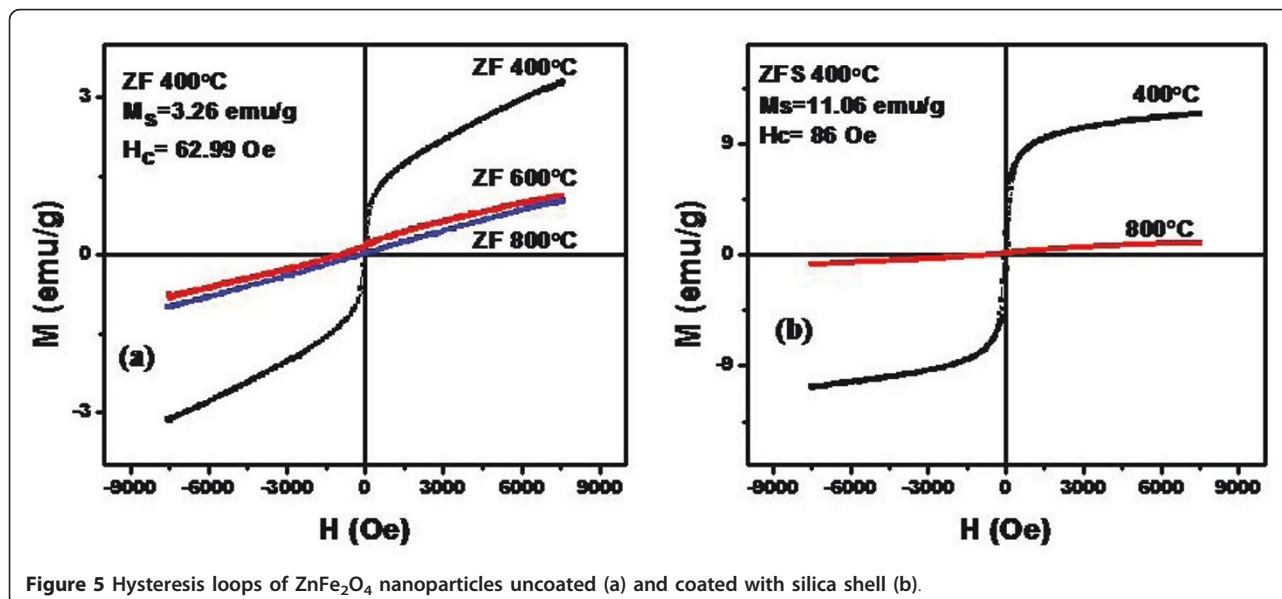 ZF 400°C
M_S=3.26 emu/g
H_C= 62.99 Oe
ZF 400°C
ZF 600°C
ZF 800°C
(a)
3
0
-3
M (emu/g)
-9000 -6000 -3000 0 3000 6000 9000
H (Oe)
ZFS 400°C
Ms=11.06 emu/g
Hc= 86 Oe
400°C
800°C
(b)
9
0
-9
M (emu/g)
-9000 -6000 -3000 0 3000 6000 9000
H (Oe)
Figure 5 Hysteresis loops of ZnFe₂O₄ nanoparticles uncoated (a) and coated with silica shell (b).